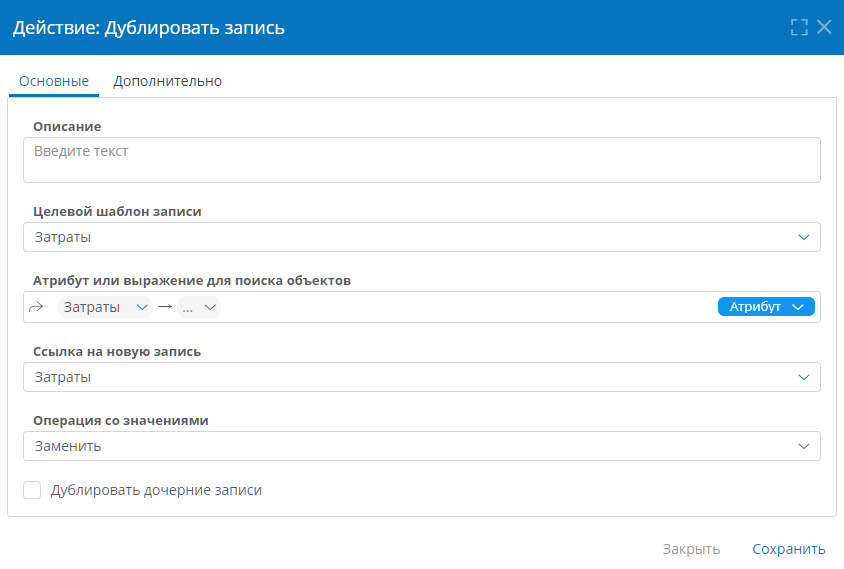 Действие: Дублировать запись
Основные Дополнительно
Описание
Введите текст
Целевой шаблон записи
Затраты
Атрибут или выражение для поиска объектов
Затраты → ... Атрибут
Ссылка на новую запись
Затраты
Операция со значениями
Заменить
Дублировать дочерние записи
Закрыть Сохранить